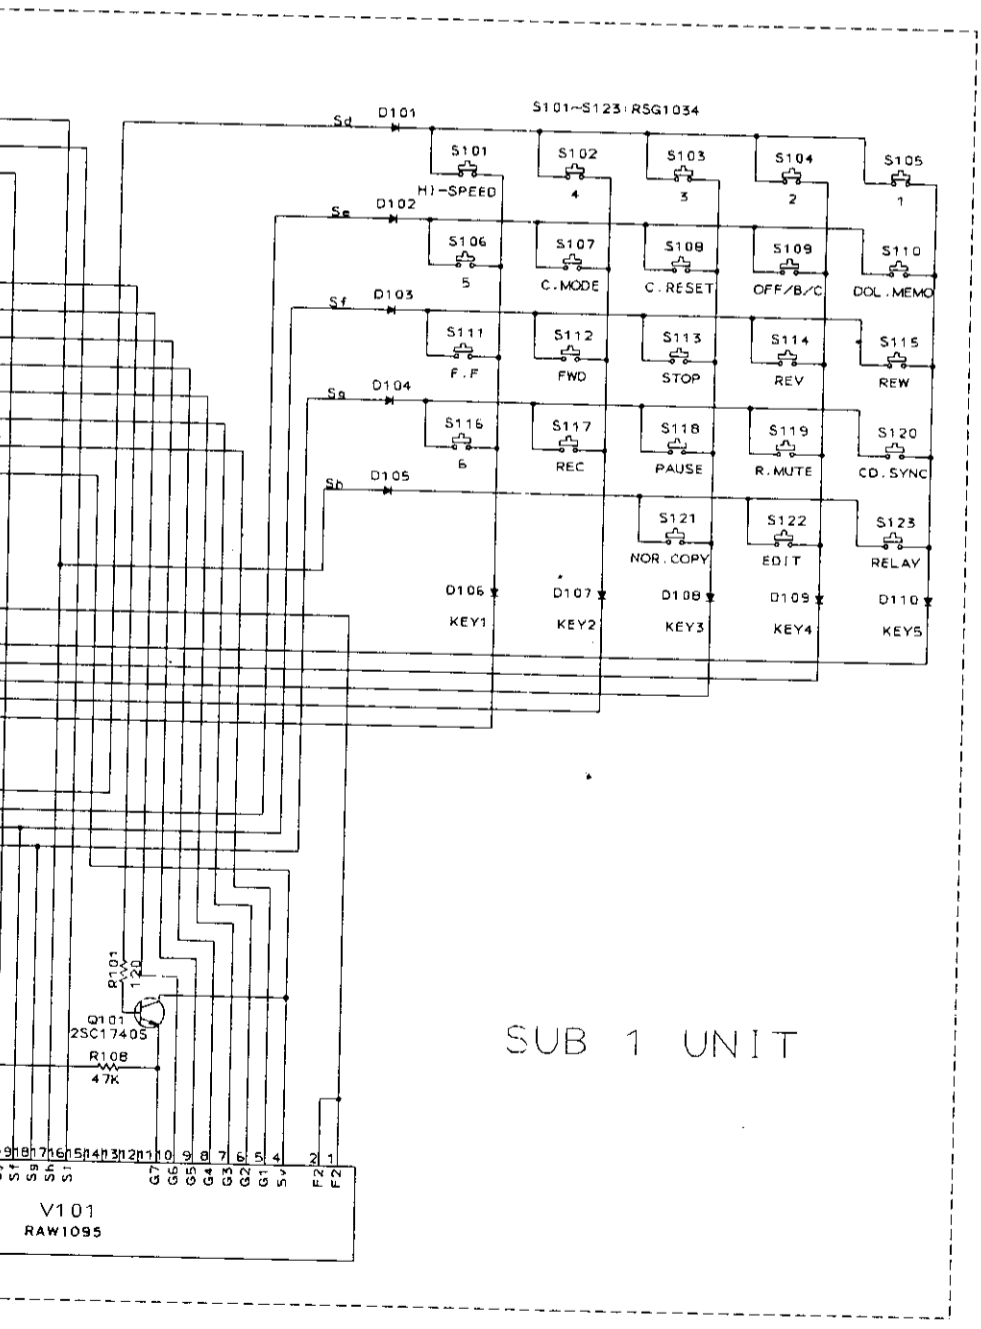 S101~S123:RSG1034
Sd D101
S101 S102 S103 S104 S105
HI-SPEED 4 3 2 1
Se D102
S106 S107 S108 S109 S110
5 C.MODE C.RESET OFF/B/C DOL.MEMO
Sf D103
S111 S112 S113 S114 S115
F.F FWD STOP REV REW
Sg D104
S116 S117 S118 S119 S120
6 REC PAUSE R.MUTE CD.SYNC
Sh D105
S121 S122 S123
NOR.COPY EDIT RELAY
D106 D107 D108 D109 D110
KEY1 KEY2 KEY3 KEY4 KEY5
R101
120
Q101
2SC1740S
R108
47K
SUB 1 UNIT
9 18 17 16 15 14 13 12 11 10 9 8 7 6 5 4 2 1
Sf Sg Sh Si G7 G6 G5 G4 G3 G2 G1 Sv F2 F2
V101
RAW1095